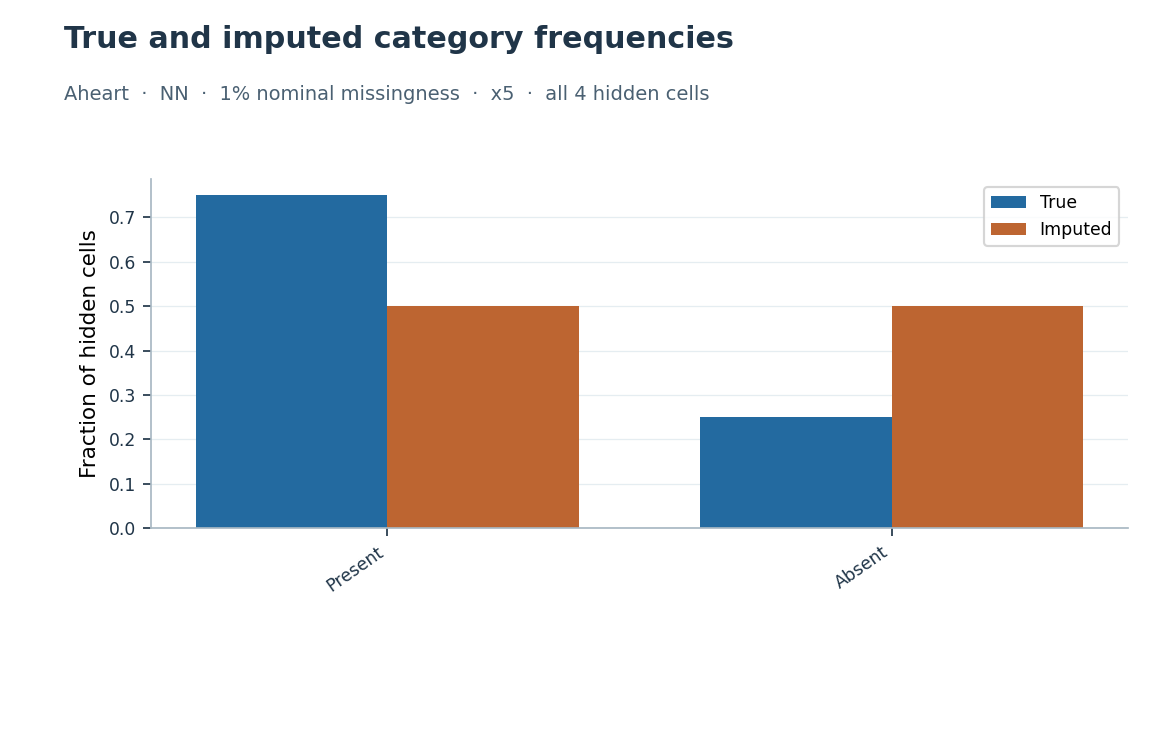 True and imputed category frequencies
Aheart · NN · 1% nominal missingness · x5 · all 4 hidden cells
Fraction of hidden cells
0.7
0.6
0.5
0.4
0.3
0.2
0.1
0.0
True
Imputed
Present
Absent